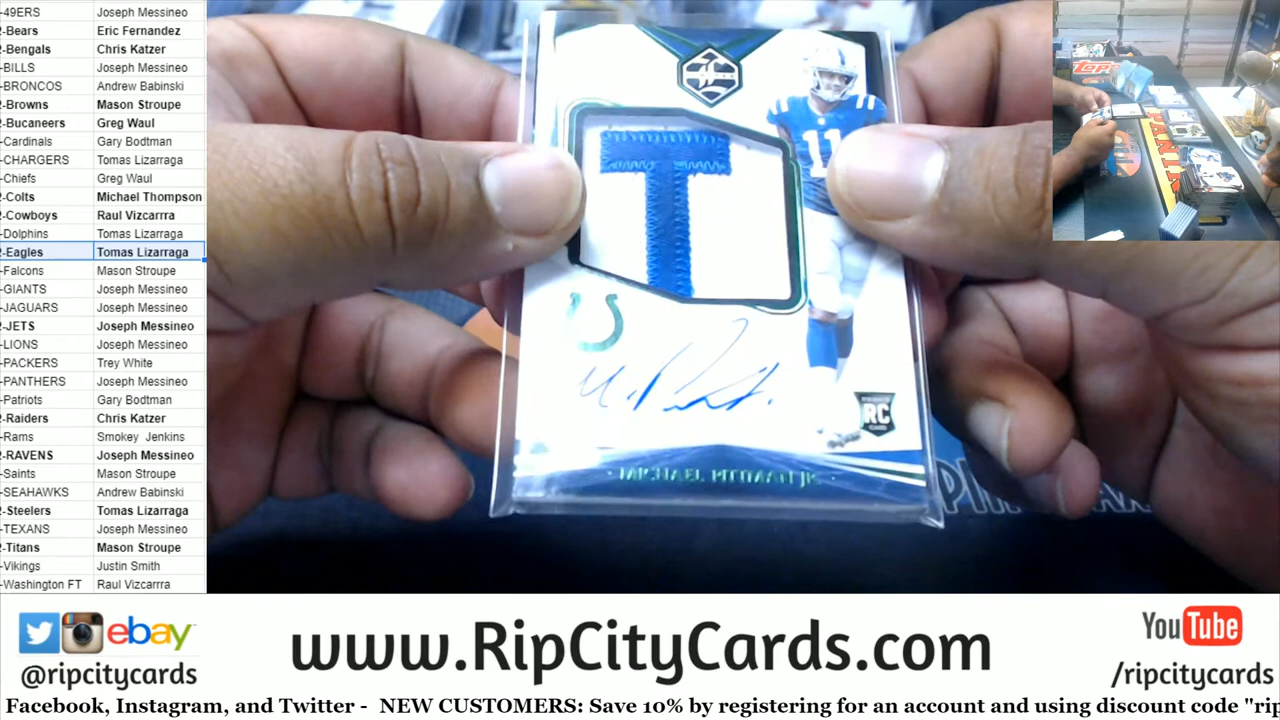 -49ERS Joseph Messineo
-Bears Eric Fernandez
-Bengals Chris Katzer
-BILLS Joseph Messineo
-BRONCOS Andrew Babinski
-Browns Mason Stroupe
-Bucaneers Greg Waul
-Cardinals Gary Bodtman
-CHARGERS Tomas Lizarraga
-Chiefs Greg Waul
-Colts Michael Thompson
-Cowboys Raul Vizcarrra
-Dolphins Tomas Lizarraga
-Eagles Tomas Lizarraga
-Falcons Mason Stroupe
-GIANTS Joseph Messineo
-JAGUARS Joseph Messineo
-JETS Joseph Messineo
-LIONS Joseph Messineo
-PACKERS Trey White
-PANTHERS Joseph Messineo
-Patriots Gary Bodtman
-Raiders Chris Katzer
-Rams Smokey Jenkins
-RAVENS Joseph Messineo
-Saints Mason Stroupe
-SEAHAWKS Andrew Babinski
-Steelers Tomas Lizarraga
-TEXANS Joseph Messineo
-Titans Mason Stroupe
-Vikings Justin Smith
-Washington FT Raul Vizcarrra
11
T
RC
MICHAEL PITTMAN JR.
TOPPS
PANINI
ebay
@ripcitycards
www.RipCityCards.com
YouTube
/ripcitycards
Facebook, Instagram, and Twitter - NEW CUSTOMERS: Save 10% by registering for an account and using discount code "rip